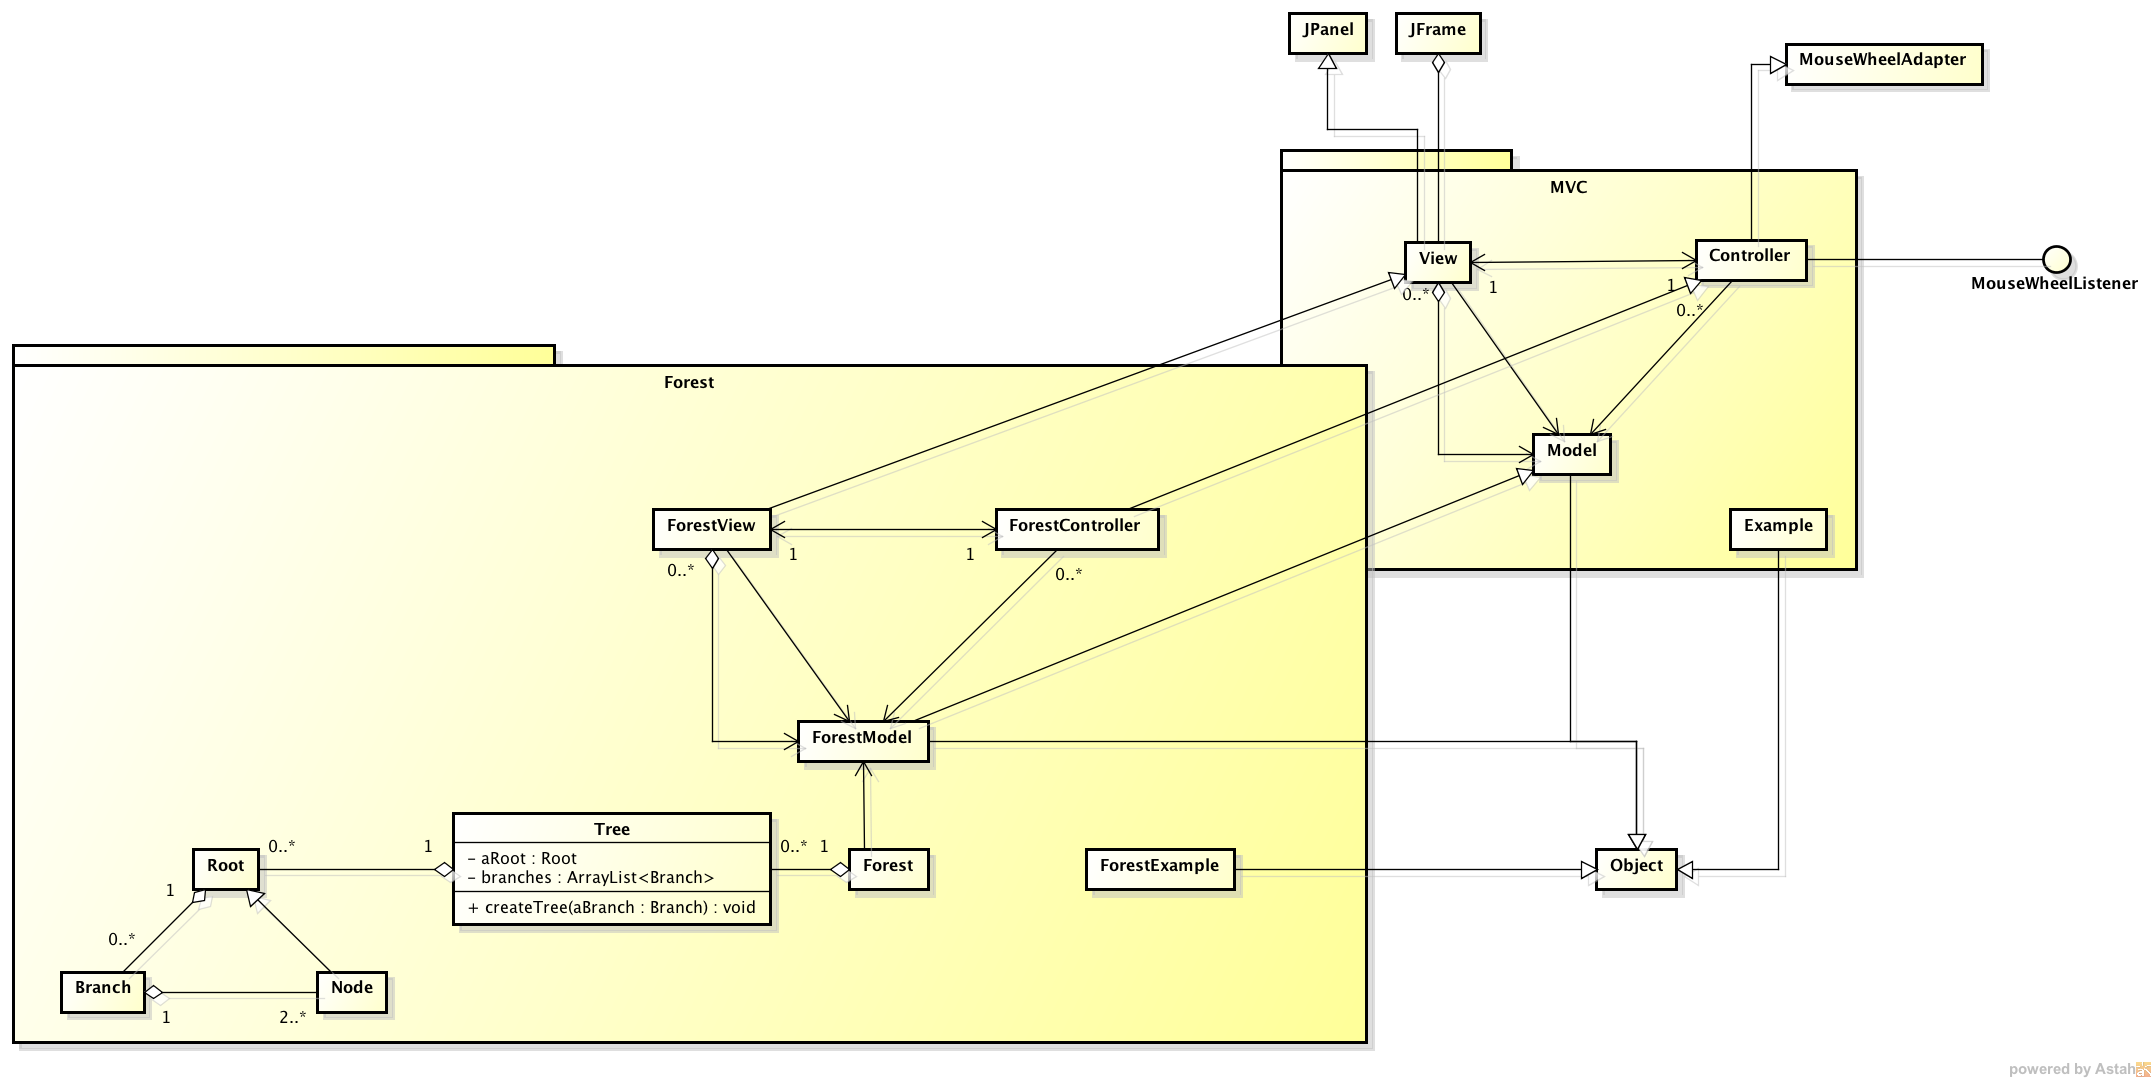 JPanel
JFrame
MouseWheelAdapter
MVC
View
Controller
MouseWheelListener
0..*
1
1
0..*
Forest
Model
ForestView
ForestController
Example
1
1
0..*
0..*
ForestModel
Tree
- aRoot : Root
- branches : ArrayList<Branch>
+ createTree(aBranch : Branch) : void
0..*
1
0..*
1
Root
Forest
ForestExample
Object
1
0..*
Branch
Node
1
2..*
powered by Astah